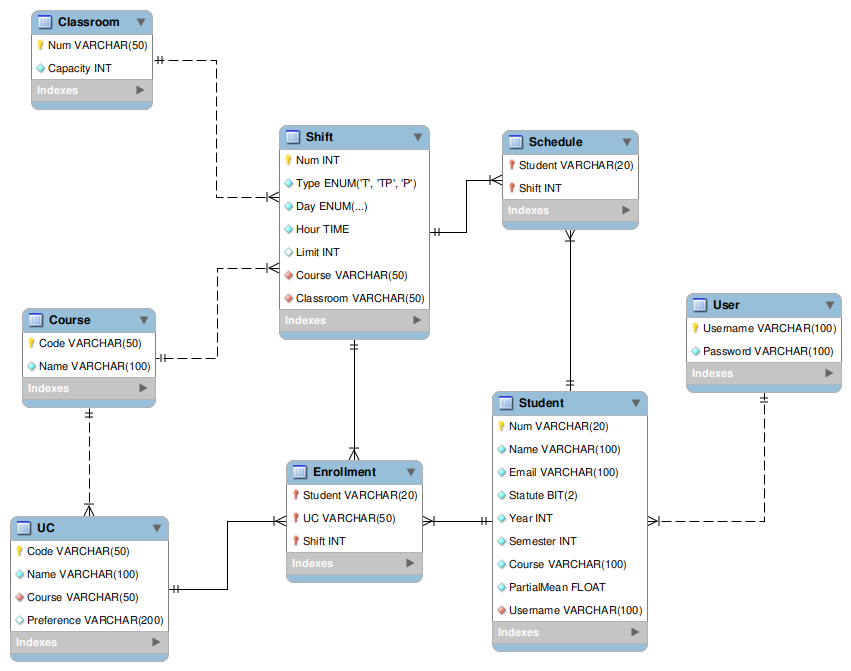 Classroom
Num VARCHAR(50)
Capacity INT
Indexes
Shift
Num INT
Type ENUM('T', 'TP', 'P')
Day ENUM(...)
Hour TIME
Limit INT
Course VARCHAR(50)
Classroom VARCHAR(50)
Indexes
Schedule
Student VARCHAR(20)
Shift INT
Indexes
Course
Code VARCHAR(50)
Name VARCHAR(100)
Indexes
User
Username VARCHAR(100)
Password VARCHAR(100)
Indexes
Student
Num VARCHAR(20)
Name VARCHAR(100)
Email VARCHAR(100)
Statute BIT(2)
Year INT
Semester INT
Course VARCHAR(100)
PartialMean FLOAT
Username VARCHAR(100)
Indexes
Enrollment
Student VARCHAR(20)
UC VARCHAR(50)
Shift INT
Indexes
UC
Code VARCHAR(50)
Name VARCHAR(100)
Course VARCHAR(50)
Preference VARCHAR(200)
Indexes